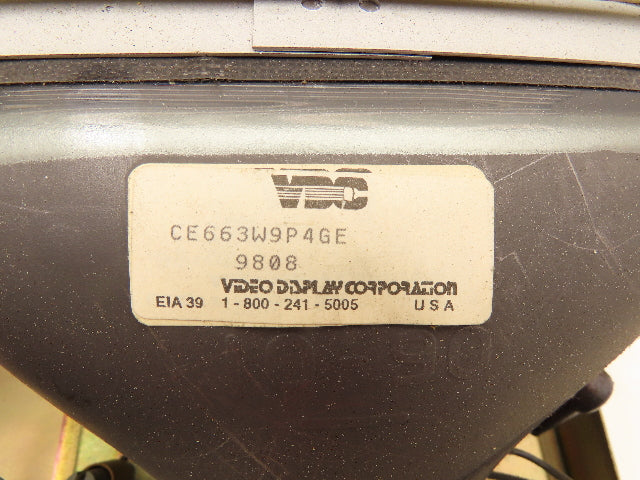 VDC
CE663W9P4GE
9808
VIDEO DISPLAY CORPORATION
EIA 39 1-800-241-5005 USA